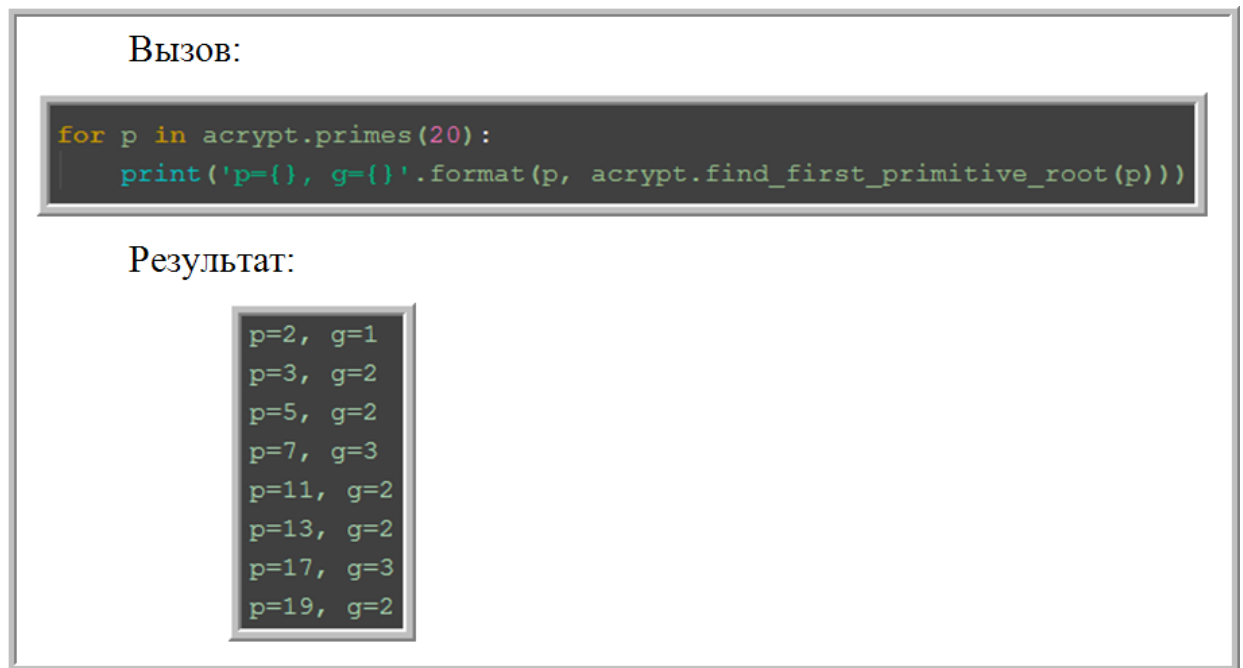 Вызов:
for p in acrypt.primes(20):
    print('p={}, g={}'.format(p, acrypt.find_first_primitive_root(p)))
Результат:
p=2, g=1
p=3, g=2
p=5, g=2
p=7, g=3
p=11, g=2
p=13, g=2
p=17, g=3
p=19, g=2